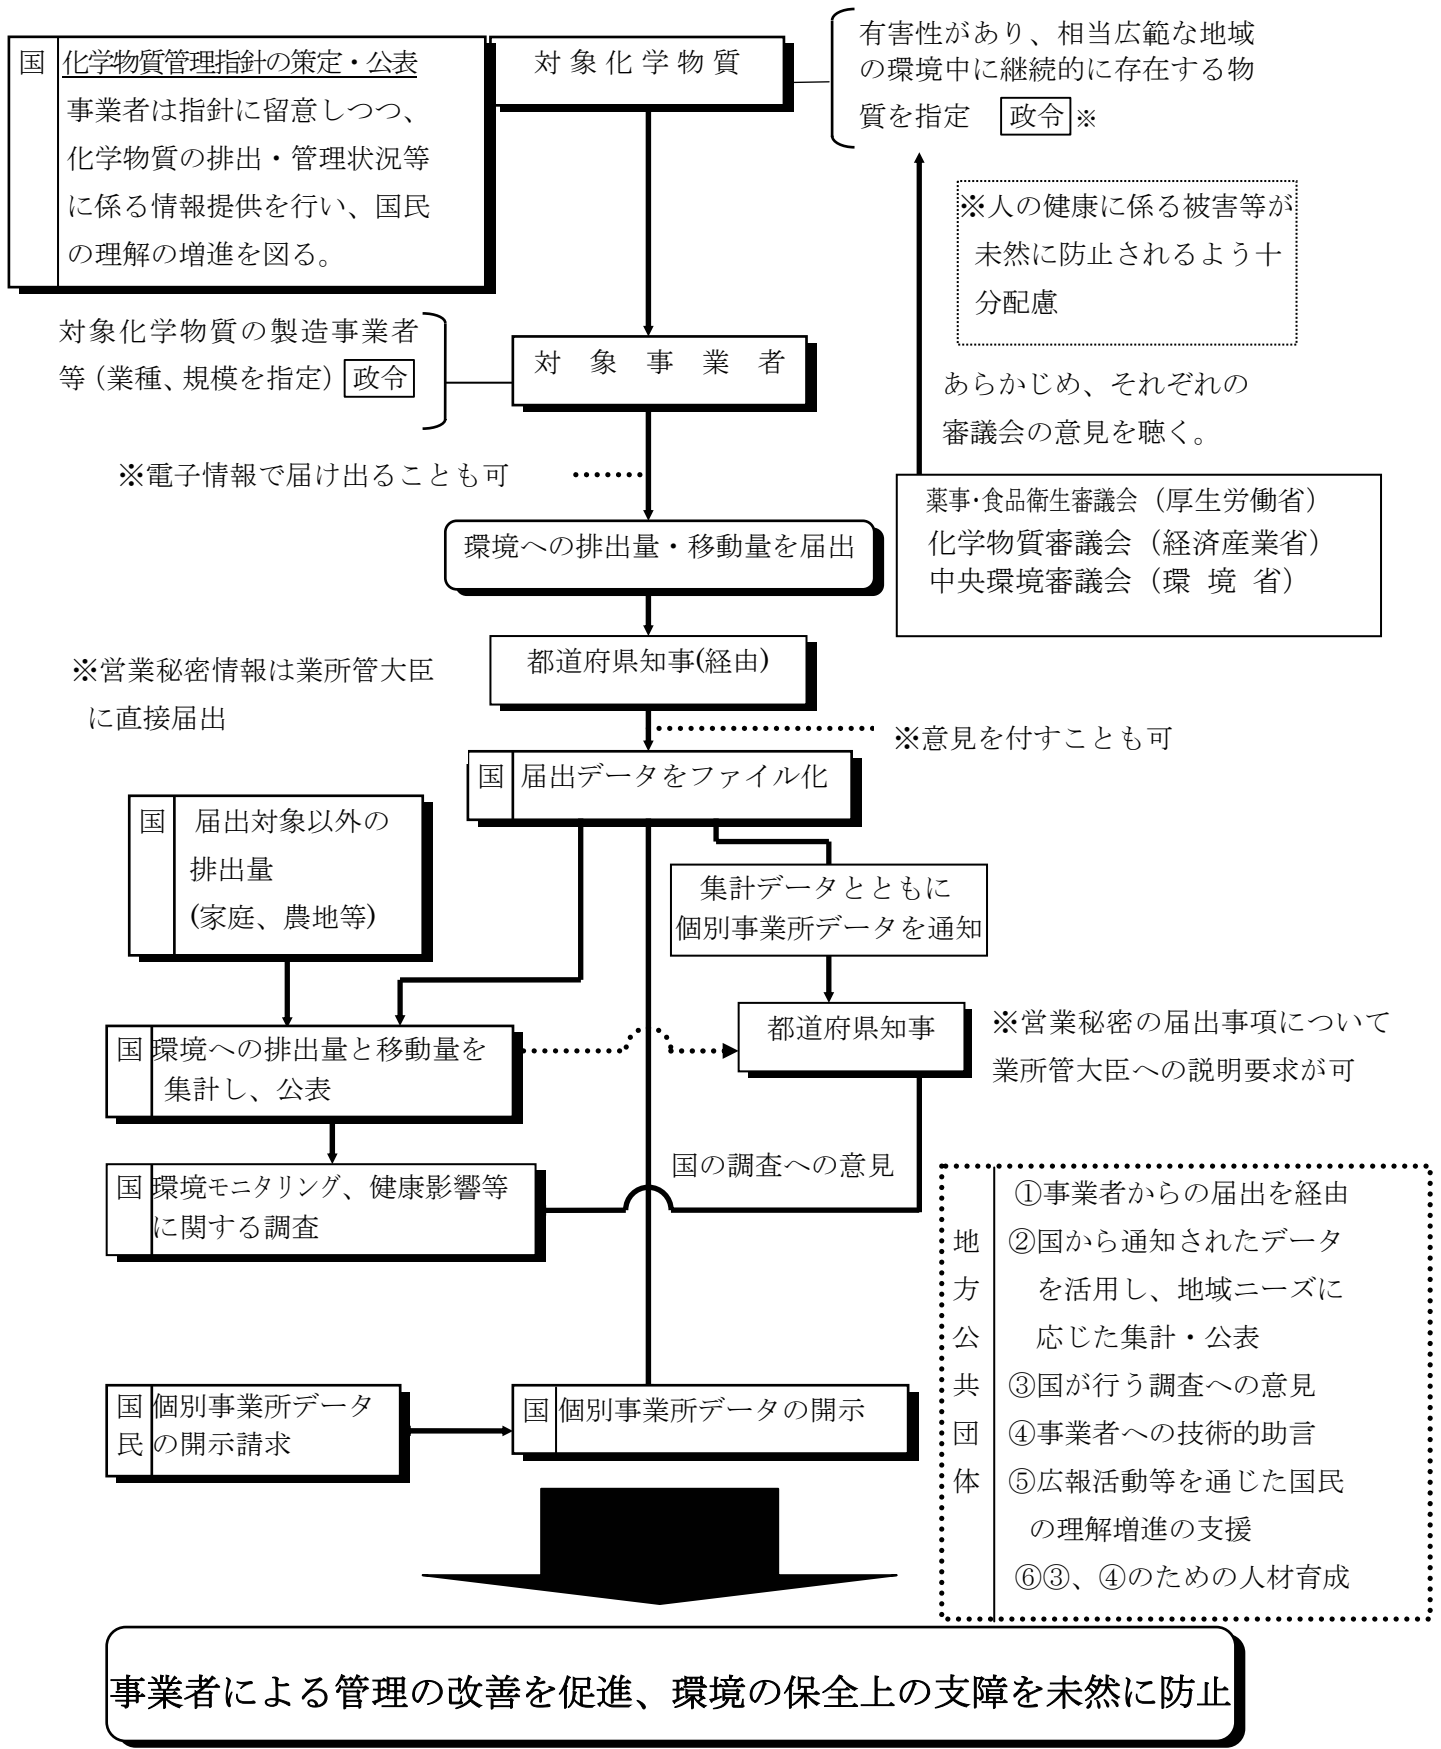 国
化学物質管理指針の策定・公表
事業者は指針に留意しつつ、
化学物質の排出・管理状況等
に係る情報提供を行い、国民
の理解の増進を図る。
対象化学物質
有害性があり、相当広範な地域
の環境中に継続的に存在する物
質を指定 政令※
※人の健康に係る被害等が
未然に防止されるよう十
分配慮
対象化学物質の製造事業者
等(業種、規模を指定) 政令
対象事業者
あらかじめ、それぞれの
審議会の意見を聴く。
※電子情報で届け出ることも可
薬事・食品衛生審議会(厚生労働省)
化学物質審議会(経済産業省)
中央環境審議会(環境省)
環境への排出量・移動量を届出
都道府県知事(経由)
※営業秘密情報は業所管大臣
に直接届出
※意見を付すことも可
国 届出データをファイル化
国 届出対象以外の
排出量
(家庭、農地等)
集計データとともに
個別事業所データを通知
都道府県知事
※営業秘密の届出事項について
業所管大臣への説明要求が可
国 環境への排出量と移動量を
集計し、公表
国の調査への意見
国 環境モニタリング、健康影響等
に関する調査
地方公共団体
①事業者からの届出を経由
②国から通知されたデータ
を活用し、地域ニーズに
応じた集計・公表
③国が行う調査への意見
④事業者への技術的助言
⑤広報活動等を通じた国民
の理解増進の支援
⑥③、④のための人材育成
国民
個別事業所データ
の開示請求
国 個別事業所データの開示
事業者による管理の改善を促進、環境の保全上の支障を未然に防止